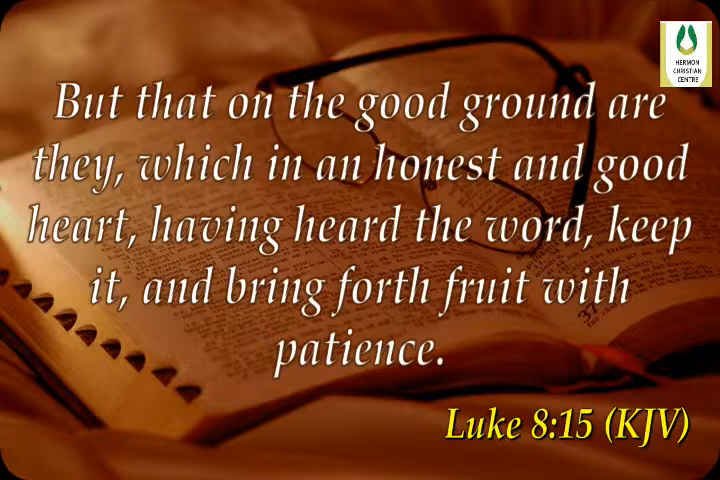 HERMON
CHRISTIAN
CENTRE
But that on the good ground are
they, which in an honest and good
heart, having heard the word, keep
it, and bring forth fruit with
patience.
37
Luke 8:15 (KJV)